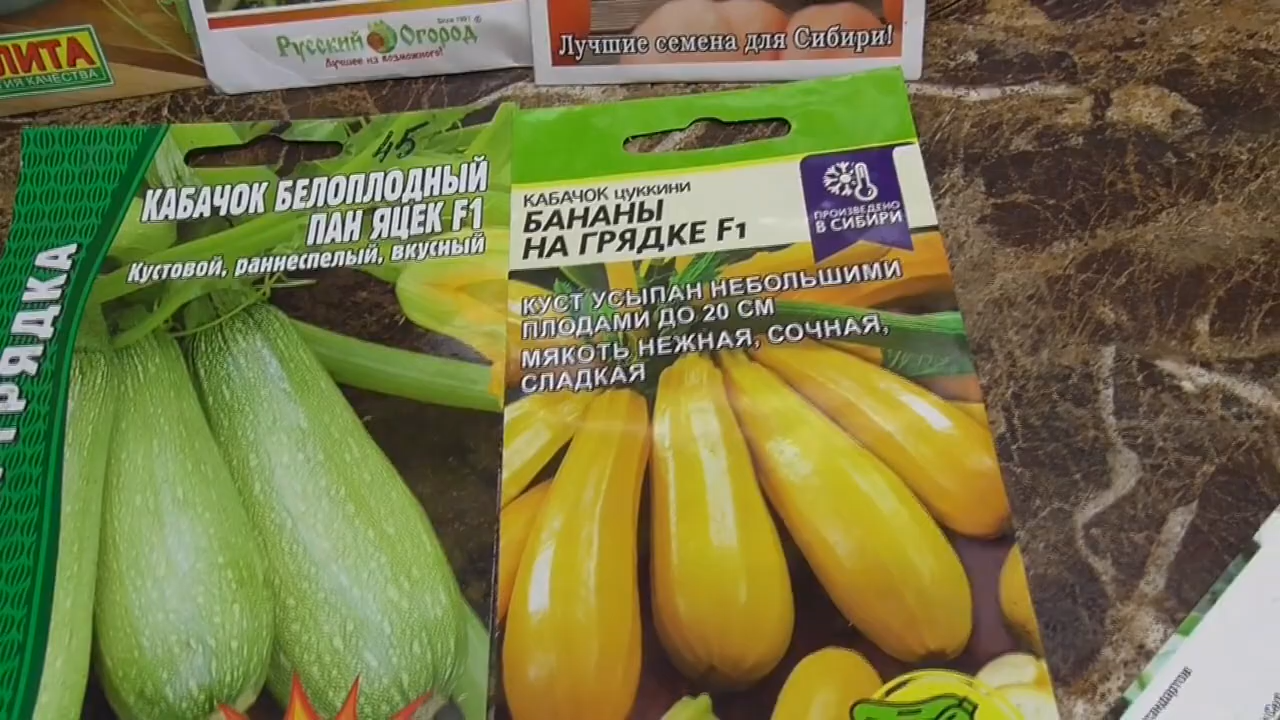 ЛИТА
ГИЯ КАЧЕСТВА
Русский Огород
Лучшее из возможного!
Лучшие семена для Сибири!
ГРЯДКА
45
КАБАЧОК БЕЛОПЛОДНЫЙ
ПАН ЯЦЕК F1
Кустовой, раннеспелый, вкусный
КАБАЧОК ЦУККИНИ
БАНАНЫ
НА ГРЯДКЕ F1
ПРОИЗВЕДЕНО
В СИБИРИ
КУСТ УСЫПАН НЕБОЛЬШИМИ
ПЛОДАМИ ДО 20 СМ
МЯКОТЬ НЕЖНАЯ, СОЧНАЯ,
СЛАДКАЯ